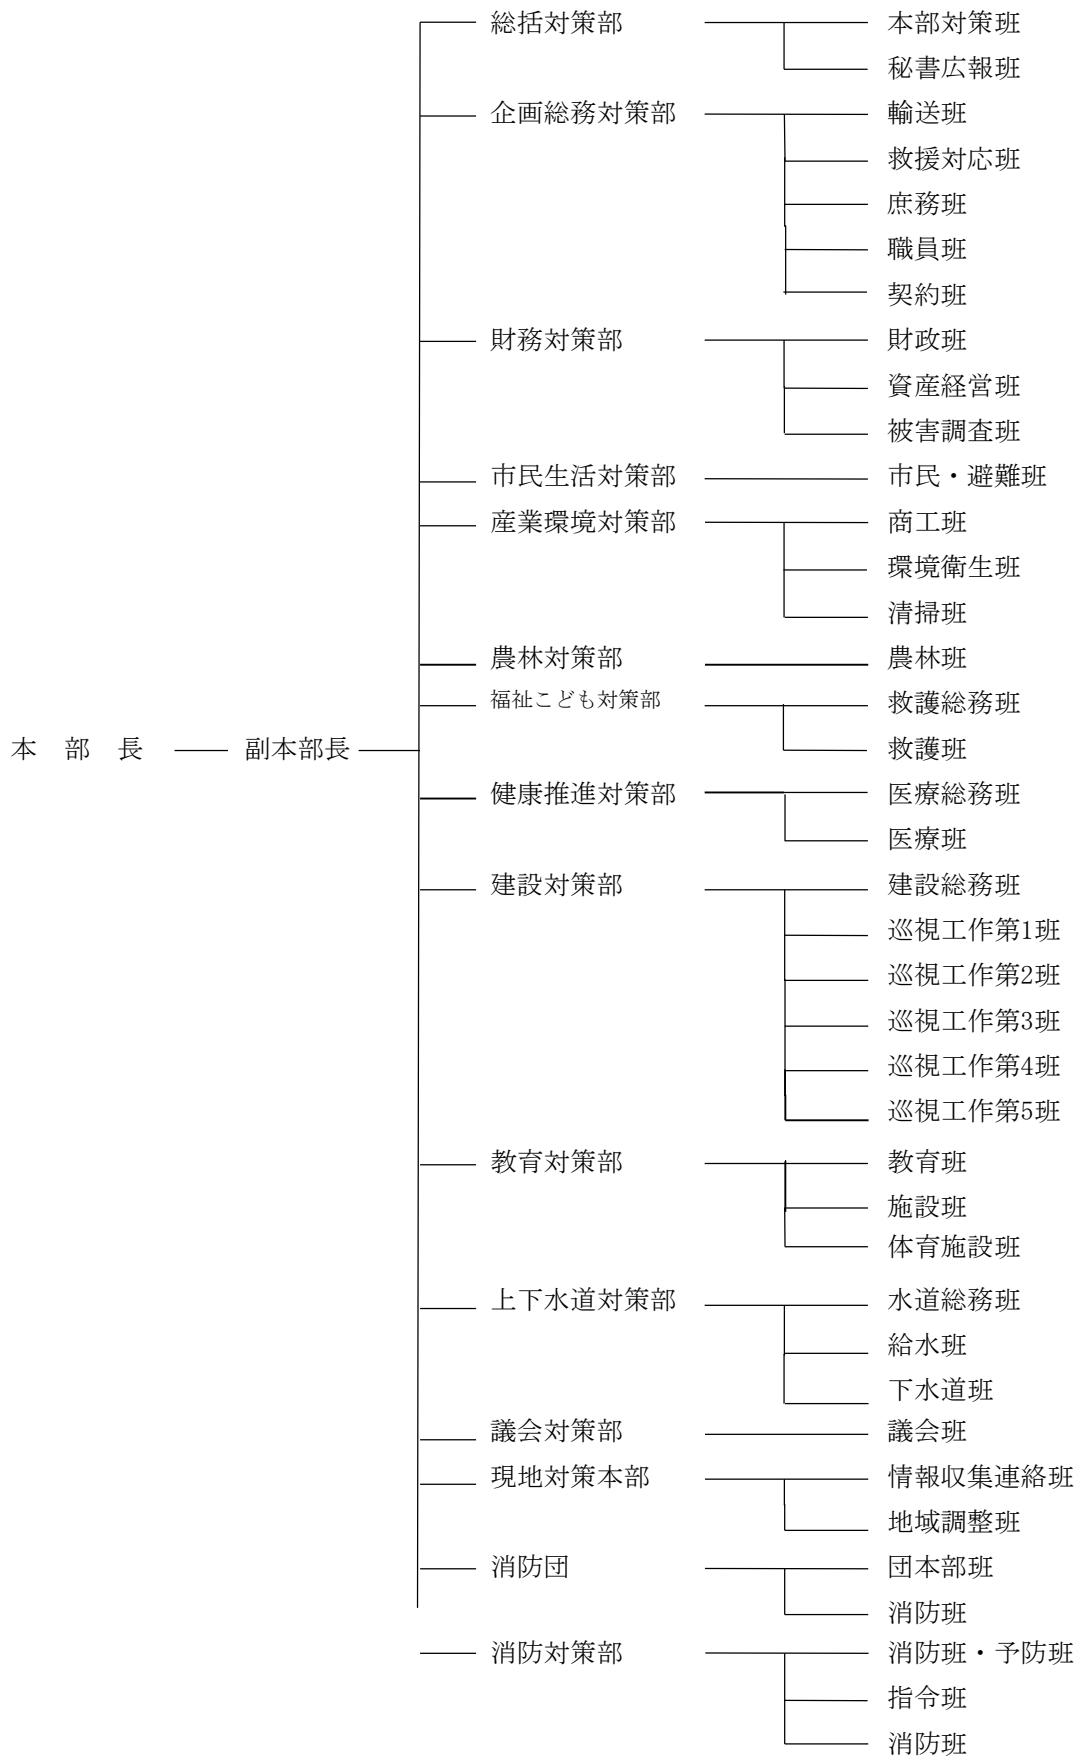 総括対策部 本部対策班
秘書広報班
企画総務対策部 輸送班
救援対応班
庶務班
職員班
契約班
財務対策部 財政班
資産経営班
被害調査班
市民生活対策部 市民・避難班
産業環境対策部 商工班
環境衛生班
清掃班
農林対策部 農林班
福祉こども対策部 救護総務班
本 部 長 副本部長 救護班
健康推進対策部 医療総務班
医療班
建設対策部 建設総務班
巡視工作第1班
巡視工作第2班
巡視工作第3班
巡視工作第4班
巡視工作第5班
教育対策部 教育班
施設班
体育施設班
上下水道対策部 水道総務班
給水班
下水道班
議会対策部 議会班
現地対策本部 情報収集連絡班
地域調整班
消防団 団本部班
消防班
消防対策部 消防班・予防班
指令班
消防班